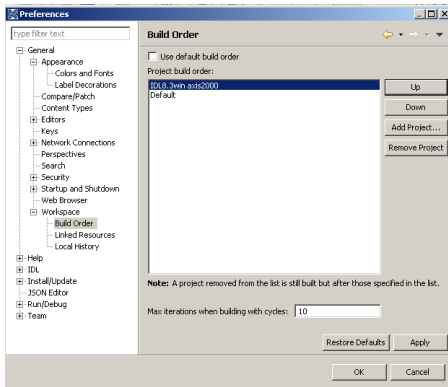 Preferences
type filter text
Build Order
General
Appearance
Colors and Fonts
Label Decorations
Compare/Patch
Content Types
Editors
Keys
Network Connections
Perspectives
Search
Security
Startup and Shutdown
Web Browser
Workspace
Build Order
Linked Resources
Local History
Help
IDL
Install/Update
JSON Editor
Run/Debug
Team
Use default build order
Project build order:
IDL8.3win axis2000
Default
Up
Down
Add Project...
Remove Project
Note: A project removed from the list is still built but after those specified in the list.
Max iterations when building with cycles: 10
Restore Defaults Apply
OK Cancel